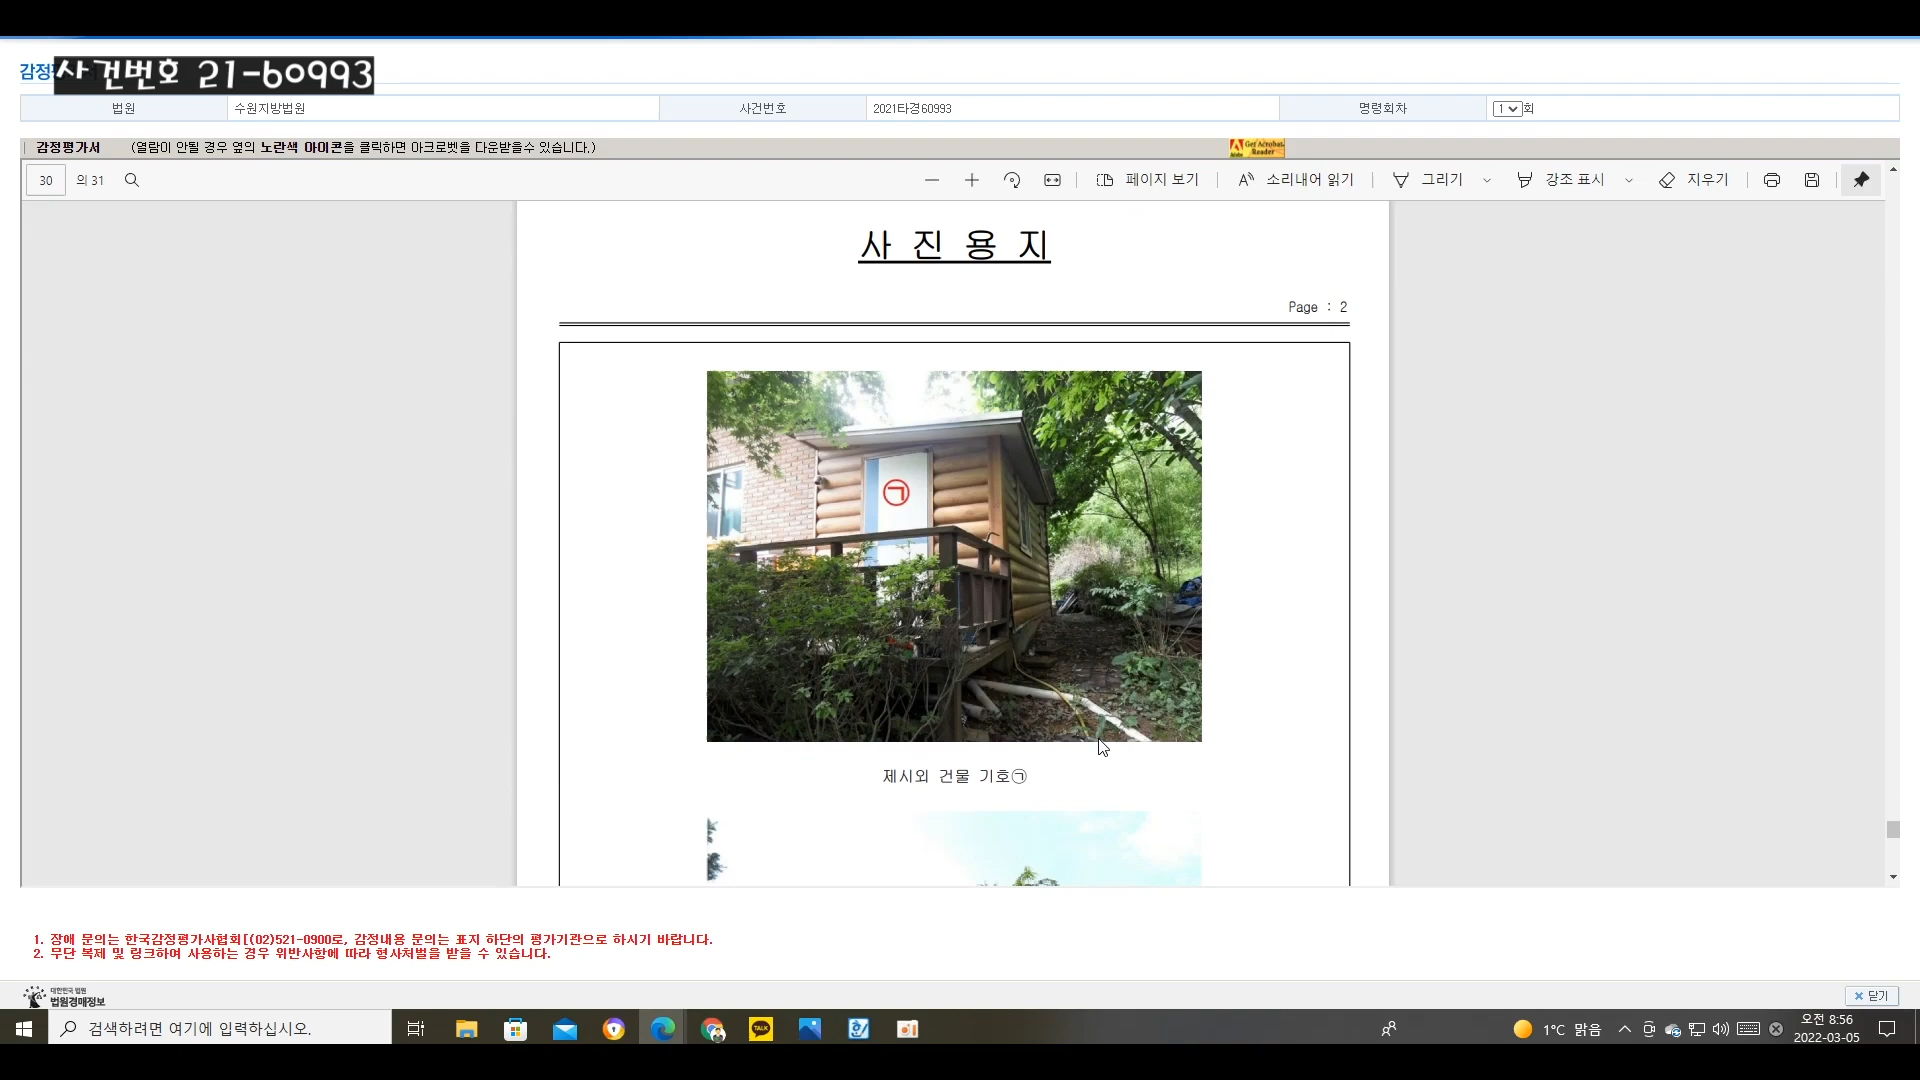 감정
사건번호 21-60993
법원 수원지방법원 사건번호 2021타경60993 명령회차 1 회
감정평가서 (열람이 안될 경우 옆의 노란색 아이콘을 클릭하면 아크로벳을 다운받을수 있습니다.) Get Acrobat Reader
30 의 31 페이지 보기 소리내어 읽기 그리기 강조 표시 지우기
사 진 용 지
Page : 2
㉠
제시외 건물 기호㉠
1. 장애 문의는 한국감정평가사협회[(02)521-0900로, 감정내용 문의는 표지 하단의 평가기관으로 하시기 바랍니다.
2. 무단 복제 및 링크하여 사용하는 경우 위반사항에 따라 형사처벌을 받을 수 있습니다.
대한민국 법원
법원경매정보
닫기
검색하려면 여기에 입력하십시오. TALK 1°C 맑음 오전 8:56
2022-03-05